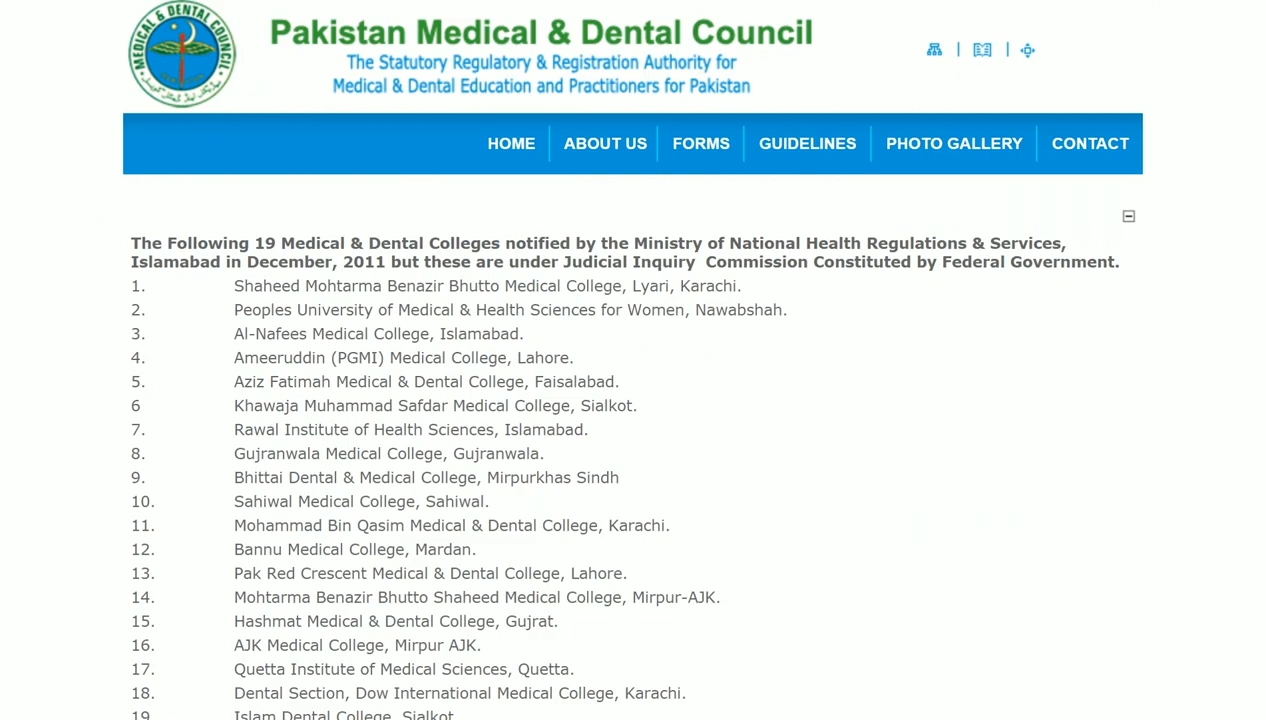 MEDICAL & DENTAL COUNCIL
Pakistan Medical & Dental Council
The Statutory Regulatory & Registration Authority for
Medical & Dental Education and Practitioners for Pakistan
HOME ABOUT US FORMS GUIDELINES PHOTO GALLERY CONTACT
The Following 19 Medical & Dental Colleges notified by the Ministry of National Health Regulations & Services,
Islamabad in December, 2011 but these are under Judicial Inquiry Commission Constituted by Federal Government.
1. Shaheed Mohtarma Benazir Bhutto Medical College, Lyari, Karachi.
2. Peoples University of Medical & Health Sciences for Women, Nawabshah.
3. Al-Nafees Medical College, Islamabad.
4. Ameeruddin (PGMI) Medical College, Lahore.
5. Aziz Fatimah Medical & Dental College, Faisalabad.
6 Khawaja Muhammad Safdar Medical College, Sialkot.
7. Rawal Institute of Health Sciences, Islamabad.
8. Gujranwala Medical College, Gujranwala.
9. Bhittai Dental & Medical College, Mirpurkhas Sindh
10. Sahiwal Medical College, Sahiwal.
11. Mohammad Bin Qasim Medical & Dental College, Karachi.
12. Bannu Medical College, Mardan.
13. Pak Red Crescent Medical & Dental College, Lahore.
14. Mohtarma Benazir Bhutto Shaheed Medical College, Mirpur-AJK.
15. Hashmat Medical & Dental College, Gujrat.
16. AJK Medical College, Mirpur AJK.
17. Quetta Institute of Medical Sciences, Quetta.
18. Dental Section, Dow International Medical College, Karachi.
19. Islam Dental College, Sialkot